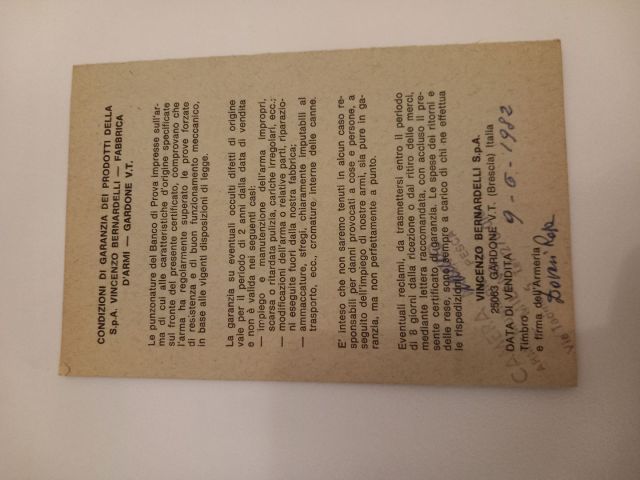 CONDIZIONI DI GARANZIA DEI PRODOTTI DELLA
S.p.A. VINCENZO BERNARDELLI — FABBRICA
D'ARMI — GARDONE V.T.
Le punzonature del Banco di Prova impresse sull'ar-
ma di cui alle caratteristiche d'origine specificate
sul fronte del presente certificato, comprovano che
l'arma ha regolarmente superato le prove forzate
di resistenza e di buon funzionamento meccanico,
in base alle vigenti disposizioni di legge.
La garanzia su eventuali occulti difetti di origine
vale per il periodo di 2 anni dalla data di vendita
e non è valida nei seguenti casi:
— impiego e manutenzione dell'arma impropri,
scarsa o ritardata pulizia, cariche irregolari, ecc.;
— modificazioni dell'arma o relative parti, riparazio-
ni eseguite fuori dalla nostra fabbrica;
— ammaccature, sfregi, chiaramente imputabili al
trasporto, ecc., cromature interne delle canne.
E' inteso che non saremo tenuti in alcun caso re-
sponsabili per danni provocati a cose e persone, a
seguito dell'impiego di nostre armi, sia pure in ga-
ranzia, ma non perfettamente a punto.
Eventuali reclami, da trasmettersi entro il periodo
di 8 giorni dalla ricezione o dal ritiro delle merci,
mediante lettera raccomandata, con accluso il pre-
sente certificato di garanzia. Le spese dei ritorni e
delle rese, sono sempre a carico di chi ne effettua
le rispedizioni.
VINCENZO BERNARDELLI S.p.A.
25063 GARDONE V.T. (Brescia) Italia
DATA DI VENDITA 9-5-1982
Timbro
e firma dell'Armeria